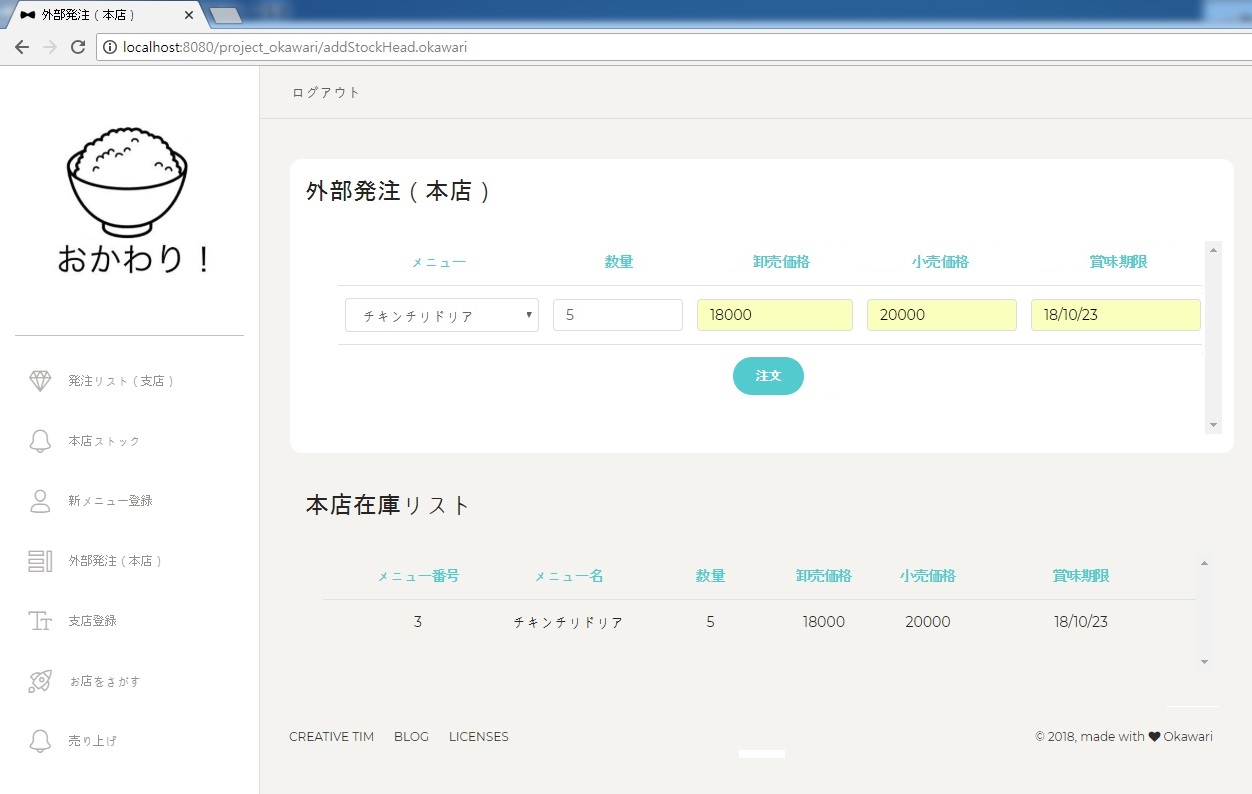 外部発注（本店）
localhost:8080/project_okawari/addStockHead.okawari
おかわり！
発注リスト（支店）
本店ストック
新メニュー登録
外部発注（本店）
支店登録
お店をさがす
売り上げ
ログアウト
外部発注（本店）
メニュー 数量 卸売価格 小売価格 賞味期限
チキンチリドリア 5 18000 20000 18/10/23
注文
本店在庫リスト
メニュー番号 メニュー名 数量 卸売価格 小売価格 賞味期限
3 チキンチリドリア 5 18000 20000 18/10/23
CREATIVE TIM BLOG LICENSES © 2018, made with ♥ Okawari